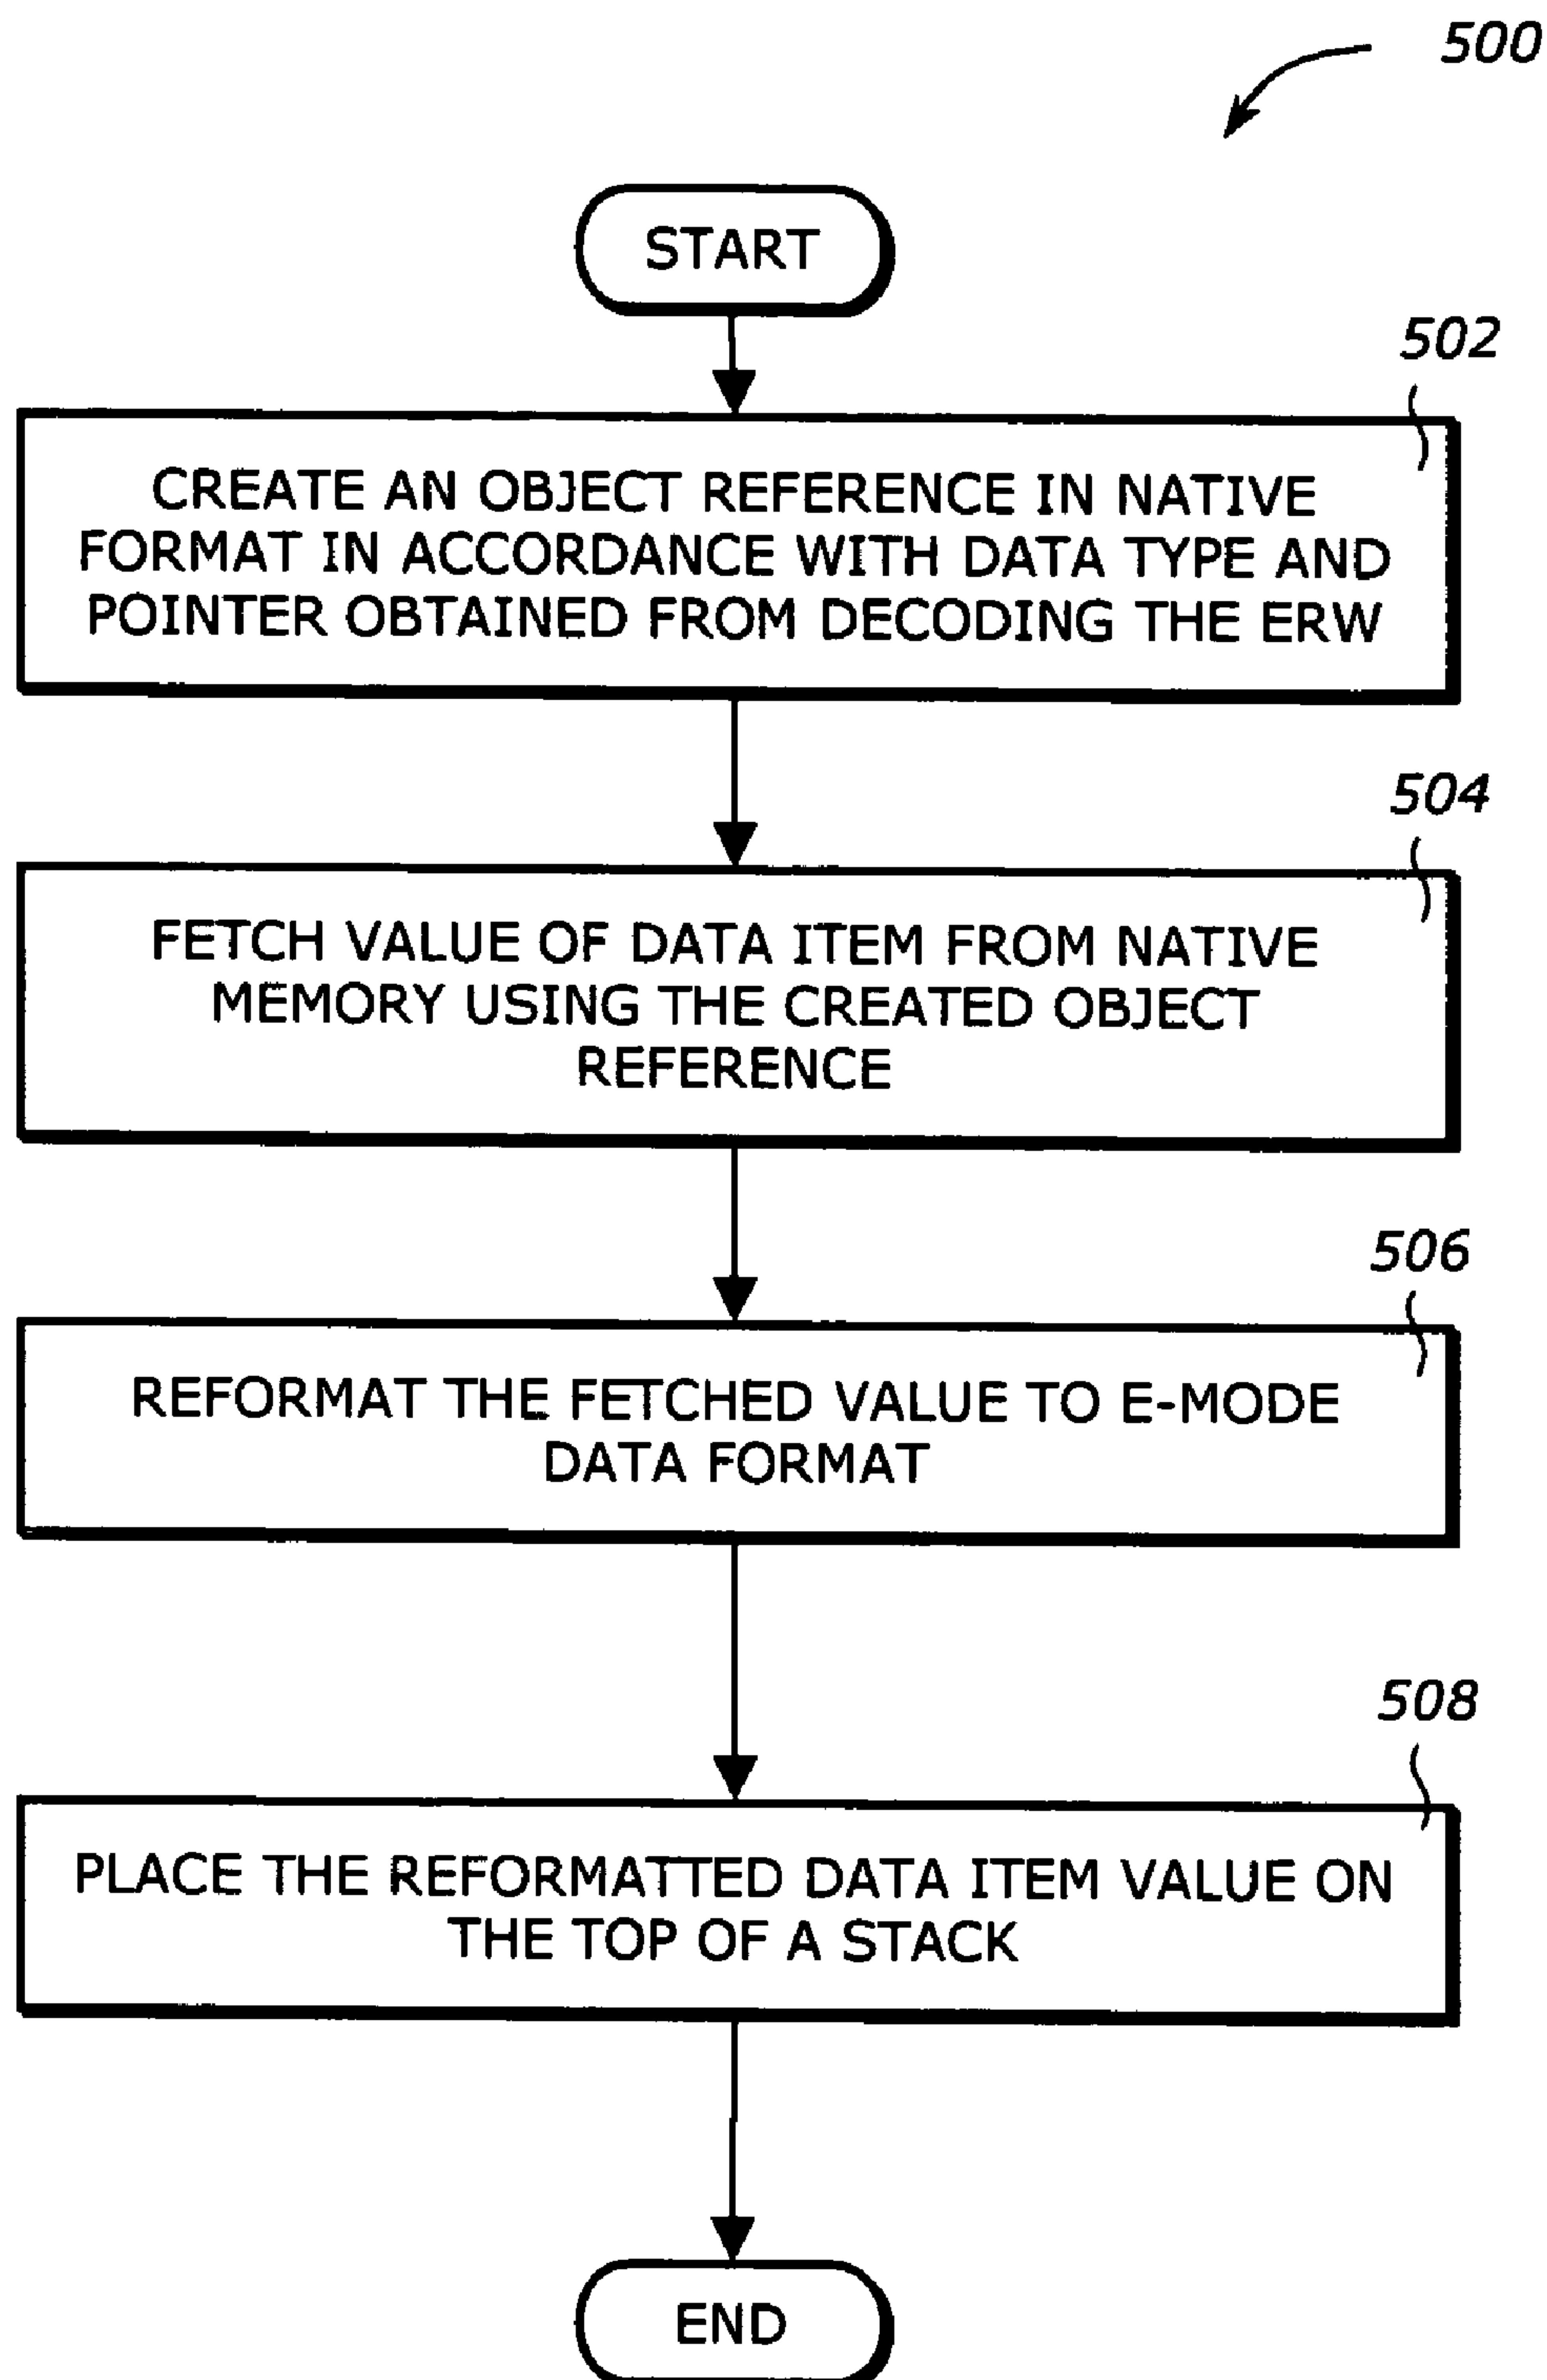 500
START
502
CREATE AN OBJECT REFERENCE IN NATIVE
FORMAT IN ACCORDANCE WITH DATA TYPE AND
POINTER OBTAINED FROM DECODING THE ERW
504
FETCH VALUE OF DATA ITEM FROM NATIVE
MEMORY USING THE CREATED OBJECT
REFERENCE
506
REFORMAT THE FETCHED VALUE TO E-MODE
DATA FORMAT
508
PLACE THE REFORMATTED DATA ITEM VALUE ON
THE TOP OF A STACK
END